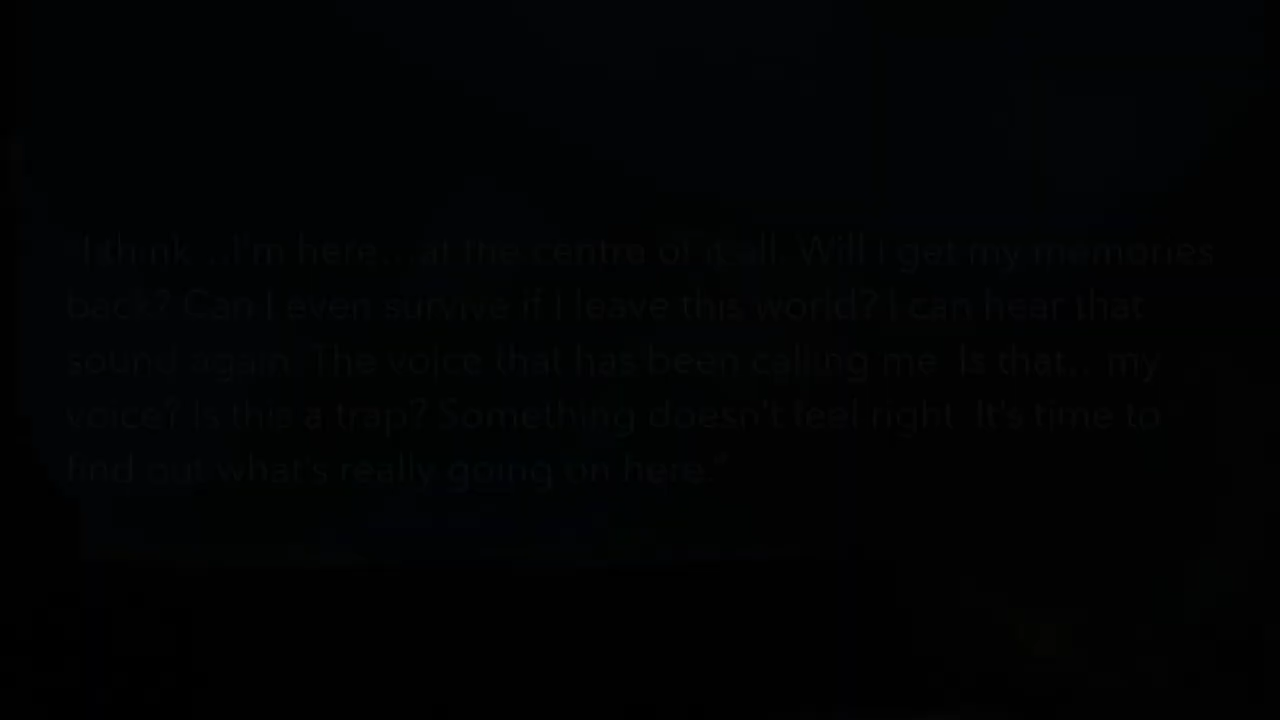 "I think...I'm here... at the centre of it all. Will I get my memories
back? Can I even survive if I leave this world? I can hear that
sound again. The voice that has been calling me. Is that... my
voice? Is this a trap? Something doesn't feel right. It's time to
find out what's really going on here."